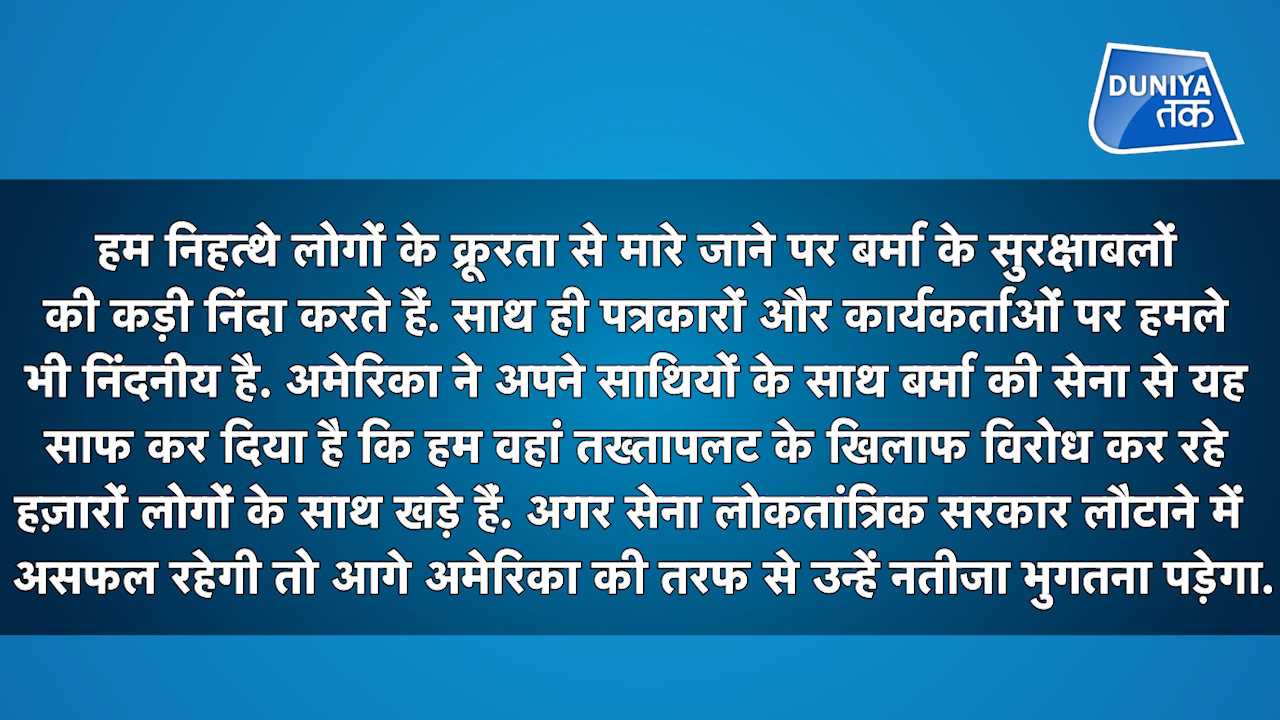 DUNIYA
तक
हम निहत्थे लोगों के क्रूरता से मारे जाने पर बर्मा के सुरक्षाबलों
की कड़ी निंदा करते हैं. साथ ही पत्रकारों और कार्यकर्ताओं पर हमले
भी निंदनीय है. अमेरिका ने अपने साथियों के साथ बर्मा की सेना से यह
साफ कर दिया है कि हम वहां तख्तापलट के खिलाफ विरोध कर रहे
हज़ारों लोगों के साथ खड़े हैं. अगर सेना लोकतांत्रिक सरकार लौटाने में
असफल रहेगी तो आगे अमेरिका की तरफ से उन्हें नतीजा भुगतना पड़ेगा.